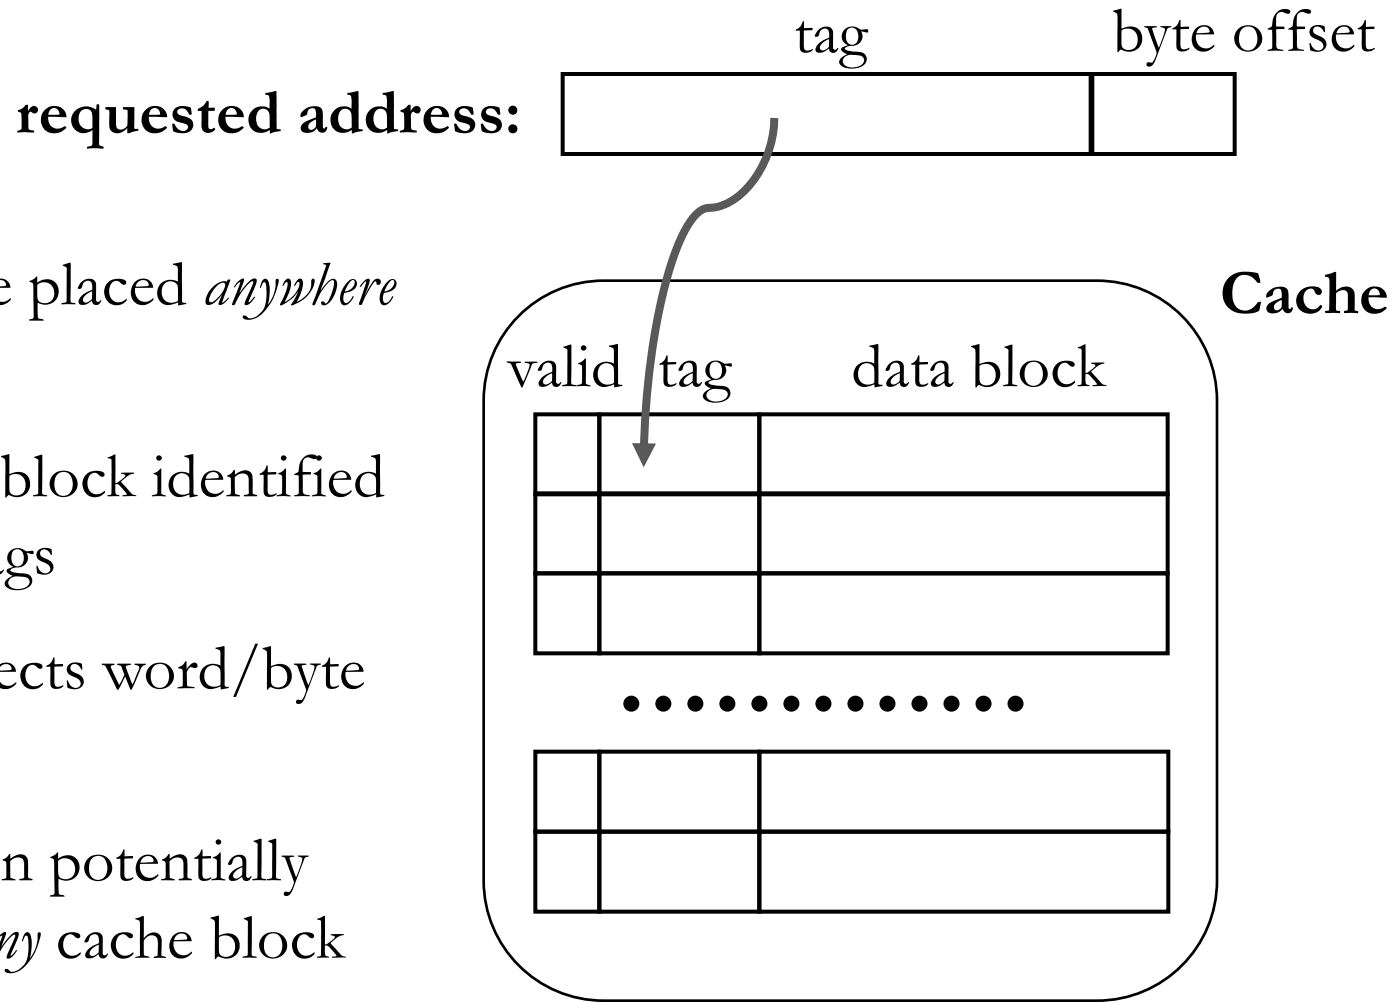 tag byte offset
requested address:
placed anywhere
Cache
valid tag data block
block identified
ects word/byte
n potentially
ny cache block